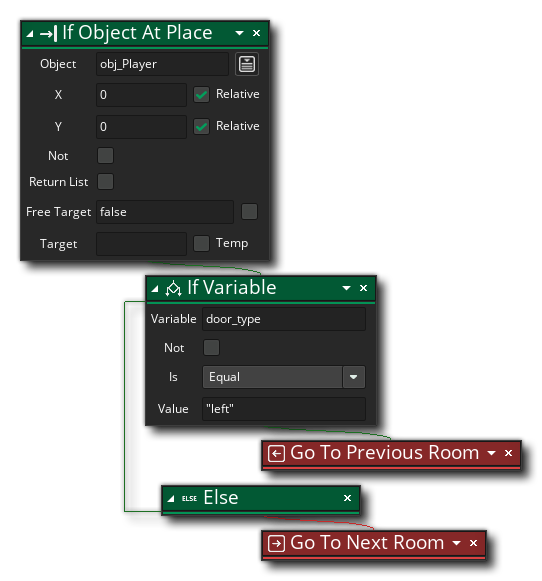 If Object At Place
Object obj_Player
X 0 Relative
Y 0 Relative
Not
Return List
Free Target false
Target Temp
If Variable
Variable door_type
Not
Is Equal
Value "left"
Go To Previous Room
ELSE Else
Go To Next Room